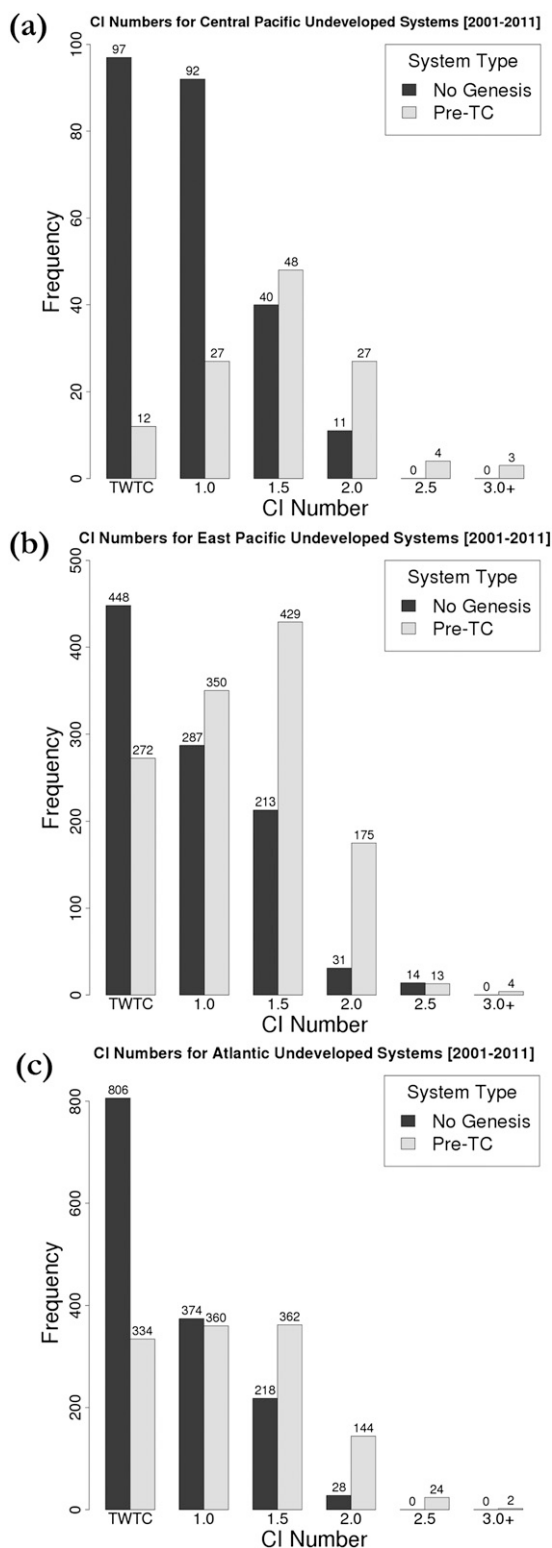 (a)
CI Numbers for Central Pacific Undeveloped Systems [2001-2011]
System Type
No Genesis
Pre-TC
Frequency
0
20
40
60
80
100
97
12
92
27
40
48
11
27
0
4
0
3
TWTC 1.0 1.5 2.0 2.5 3.0+
CI Number
(b)
CI Numbers for East Pacific Undeveloped Systems [2001-2011]
System Type
No Genesis
Pre-TC
Frequency
0
100
200
300
400
500
448
272
287
350
213
429
31
175
14
13
0
4
TWTC 1.0 1.5 2.0 2.5 3.0+
CI Number
(c)
CI Numbers for Atlantic Undeveloped Systems [2001-2011]
System Type
No Genesis
Pre-TC
Frequency
0
200
400
600
800
806
334
374
360
218
362
28
144
0
24
0
2
TWTC 1.0 1.5 2.0 2.5 3.0+
CI Number